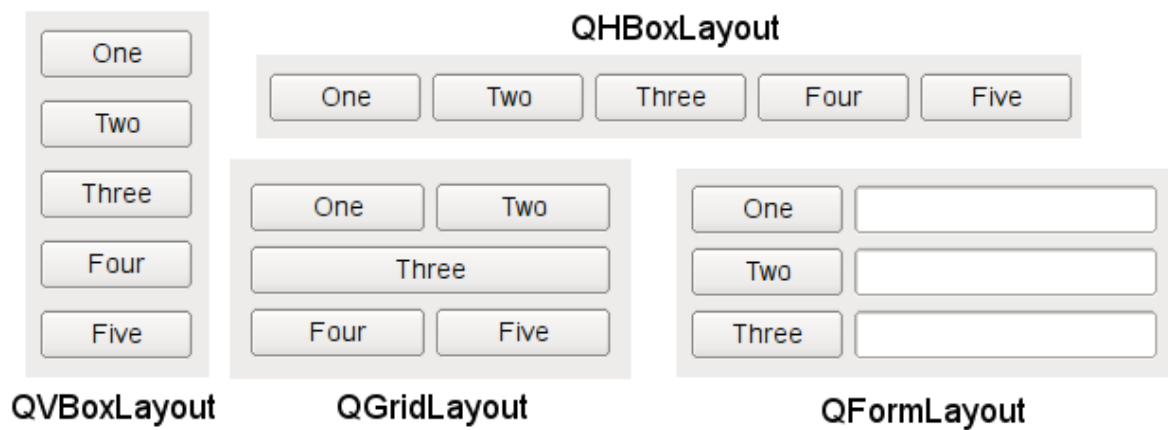 One
Two
Three
Four
Five
QVBoxLayout
QHBoxLayout
One Two Three Four Five
One Two
Three
Four Five
QGridLayout
One
Two
Three
QFormLayout